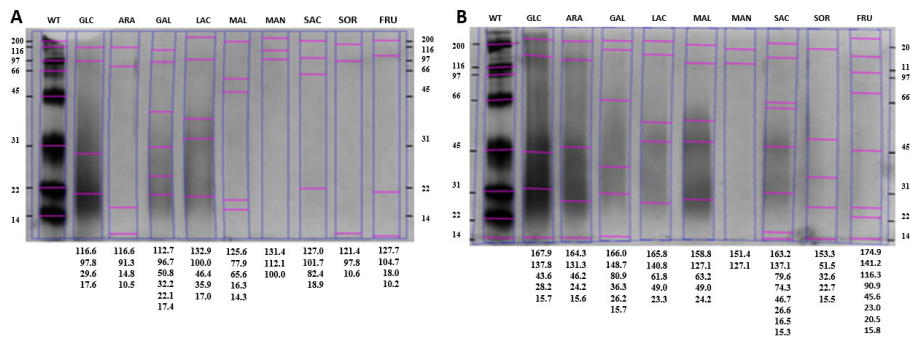 A
WT GLC ARA GAL LAC MAL MAN SAC SOR FRU
200 200
116 116
97 97
66 66
45 45
31 31
22 22
14 14
116.6 116.6 112.7 132.9 125.6 131.4 127.0 121.4 127.7
97.8 91.3 96.7 100.0 77.9 112.1 101.7 97.8 104.7
29.6 14.8 50.8 46.4 65.6 100.0 82.4 10.6 18.0
17.6 10.5 32.2 35.9 16.3 18.9 10.2
22.1 17.0 14.3
17.4
B
WT GLC ARA GAL LAC MAL MAN SAC SOR FRU
200 20
116 11
97 97
66 66
45 45
31 31
22 22
14 14
167.9 164.3 166.0 165.8 158.8 151.4 163.2 153.3 174.9
137.8 131.3 148.7 140.8 127.1 127.1 137.1 51.5 141.2
43.6 46.2 80.9 61.8 63.2 79.6 32.6 116.3
28.2 24.2 36.3 49.0 49.0 74.3 22.7 90.9
15.7 15.6 26.2 23.3 24.2 46.7 15.5 45.6
15.7 26.6 23.0
16.5 20.5
15.3 15.8